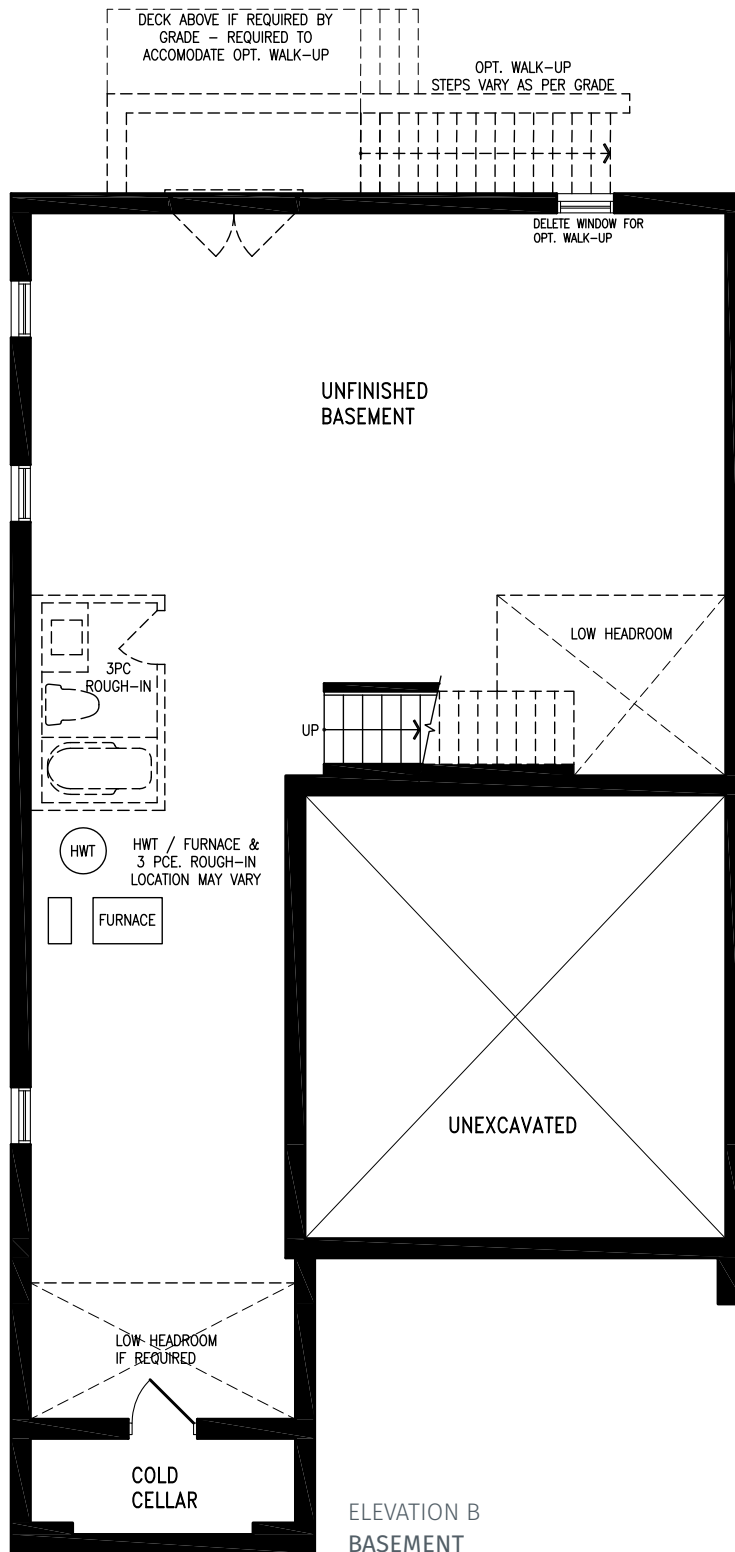 DECK ABOVE IF REQUIRED BY
GRADE – REQUIRED TO
ACCOMODATE OPT. WALK–UP
OPT. WALK–UP
STEPS VARY AS PER GRADE
DELETE WINDOW FOR
OPT. WALK–UP
UNFINISHED
BASEMENT
LOW HEADROOM
3PC
ROUGH–IN
UP
HWT
HWT / FURNACE &
3 PCE. ROUGH–IN
LOCATION MAY VARY
FURNACE
UNEXCAVATED
LOW HEADROOM
IF REQUIRED
COLD
CELLAR
ELEVATION B
BASEMENT